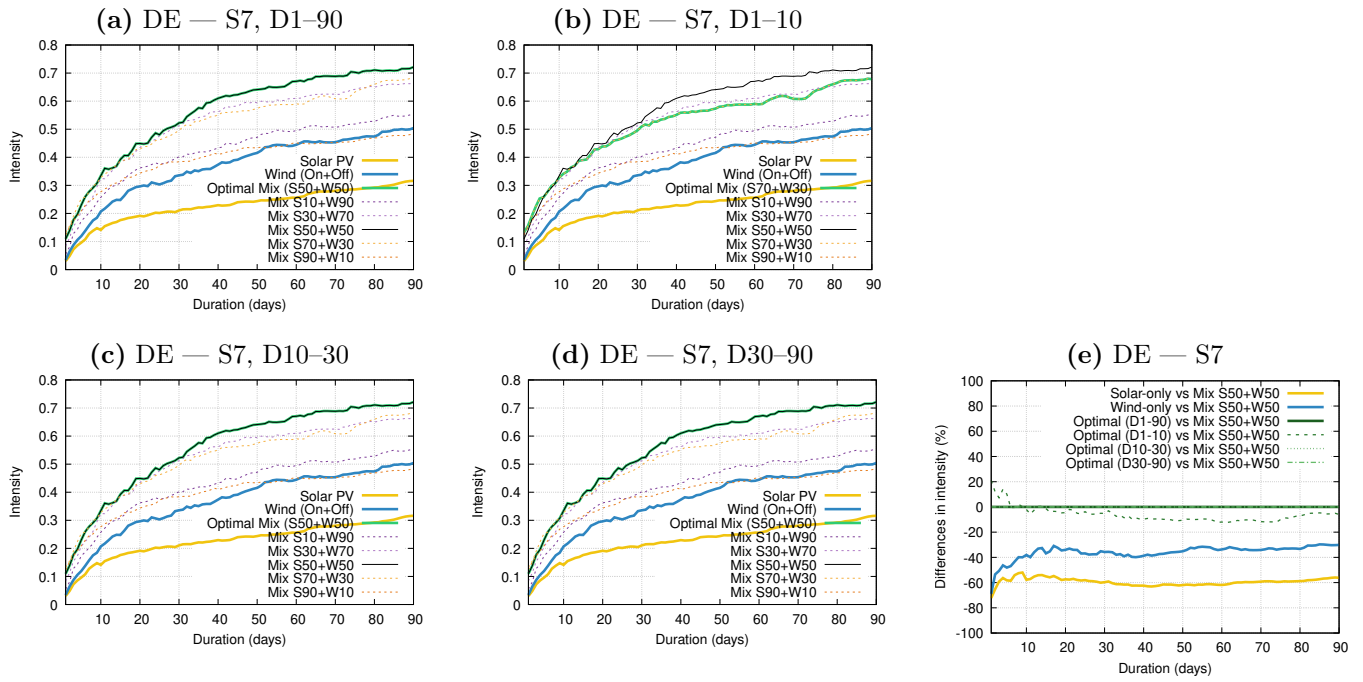 (a) DE — S7, D1–90
Intensity
0.8
0.7
0.6
0.5
0.4
0.3
0.2
0.1
0
Solar PV
Wind (On+Off)
Optimal Mix (S50+W50)
Mix S10+W90
Mix S30+W70
Mix S50+W50
Mix S70+W30
Mix S90+W10
10 20 30 40 50 60 70 80 90
Duration (days)
(b) DE — S7, D1–10
Intensity
0.8
0.7
0.6
0.5
0.4
0.3
0.2
0.1
0
Solar PV
Wind (On+Off)
Optimal Mix (S70+W30)
Mix S10+W90
Mix S30+W70
Mix S50+W50
Mix S70+W30
Mix S90+W10
10 20 30 40 50 60 70 80 90
Duration (days)
(c) DE — S7, D10–30
Intensity
0.8
0.7
0.6
0.5
0.4
0.3
0.2
0.1
0
Solar PV
Wind (On+Off)
Optimal Mix (S50+W50)
Mix S10+W90
Mix S30+W70
Mix S50+W50
Mix S70+W30
Mix S90+W10
10 20 30 40 50 60 70 80 90
Duration (days)
(d) DE — S7, D30–90
Intensity
0.8
0.7
0.6
0.5
0.4
0.3
0.2
0.1
0
Solar PV
Wind (On+Off)
Optimal Mix (S50+W50)
Mix S10+W90
Mix S30+W70
Mix S50+W50
Mix S70+W30
Mix S90+W10
10 20 30 40 50 60 70 80 90
Duration (days)
(e) DE — S7
Differences in intensity (%)
100
80
60
40
20
0
-20
-40
-60
-80
-100
Solar-only vs Mix S50+W50
Wind-only vs Mix S50+W50
Optimal (D1-90) vs Mix S50+W50
Optimal (D1-10) vs Mix S50+W50
Optimal (D10-30) vs Mix S50+W50
Optimal (D30-90) vs Mix S50+W50
10 20 30 40 50 60 70 80 90
Duration (days)